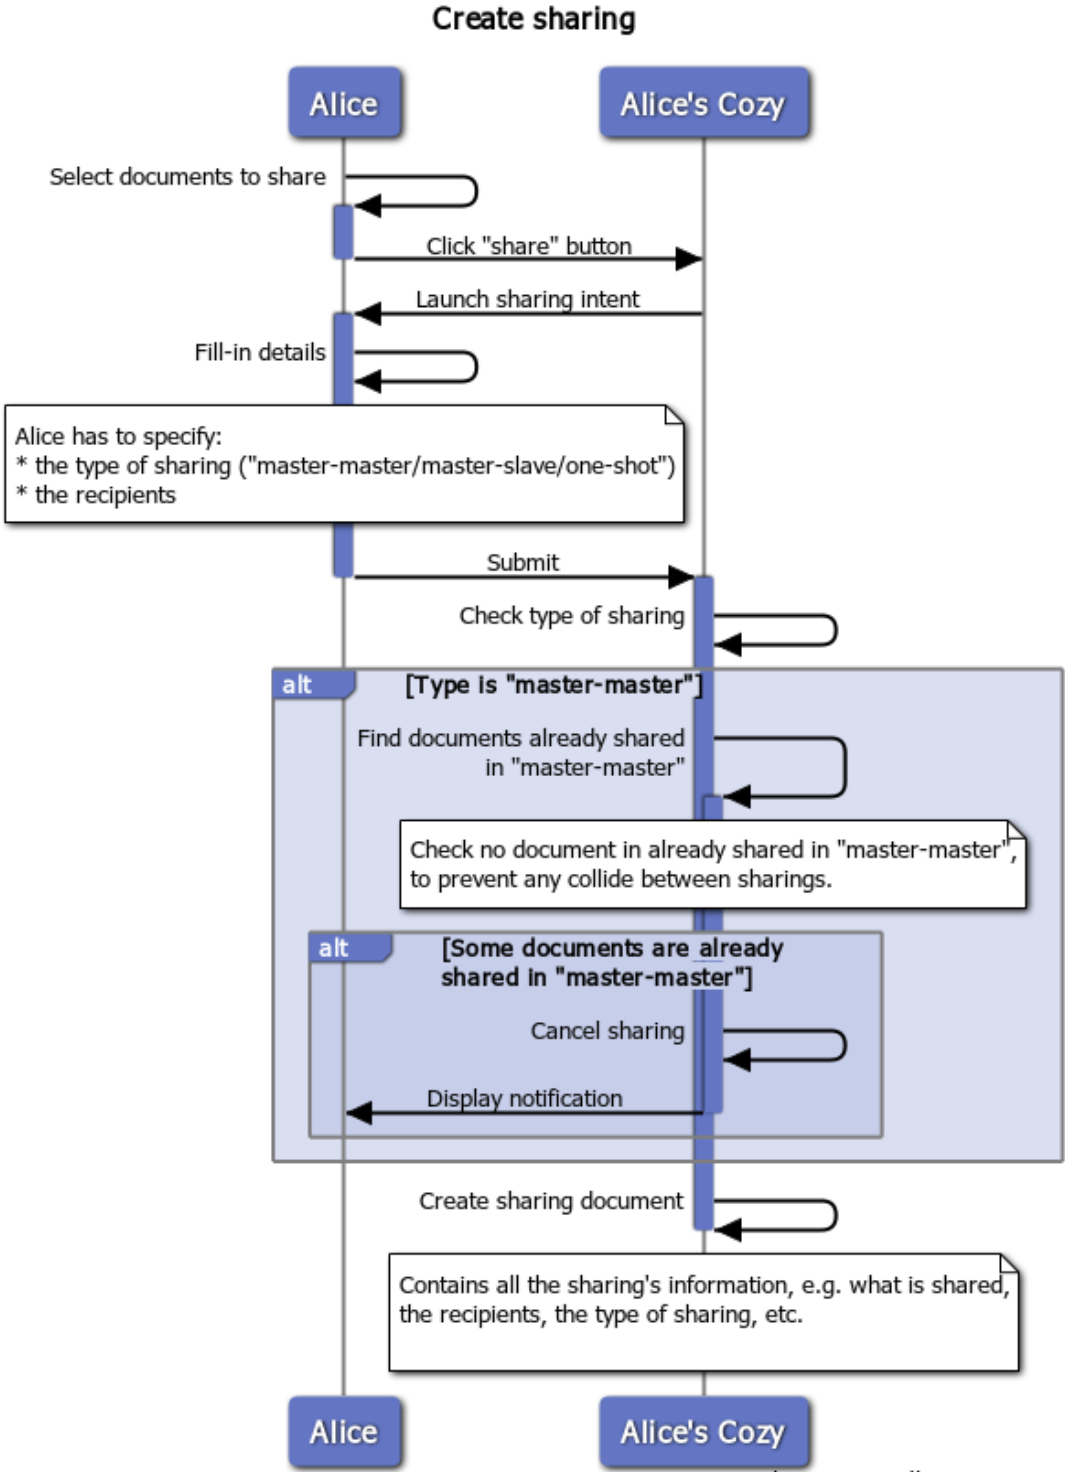 Create sharing
Alice
Alice's Cozy
Select documents to share
Click "share" button
Launch sharing intent
Fill-in details
Alice has to specify:
* the type of sharing ("master-master/master-slave/one-shot")
* the recipients
Submit
Check type of sharing
alt
[Type is "master-master"]
Find documents already shared
in "master-master"
Check no document in already shared in "master-master",
to prevent any collide between sharings.
alt
[Some documents are already
shared in "master-master"]
Cancel sharing
Display notification
Create sharing document
Contains all the sharing's information, e.g. what is shared,
the recipients, the type of sharing, etc.
Alice
Alice's Cozy